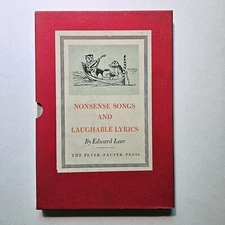 NONSENSE SONGS
AND
LAUGHABLE LYRICS
By Edward Lear
THE PETER PAUPER PRESS